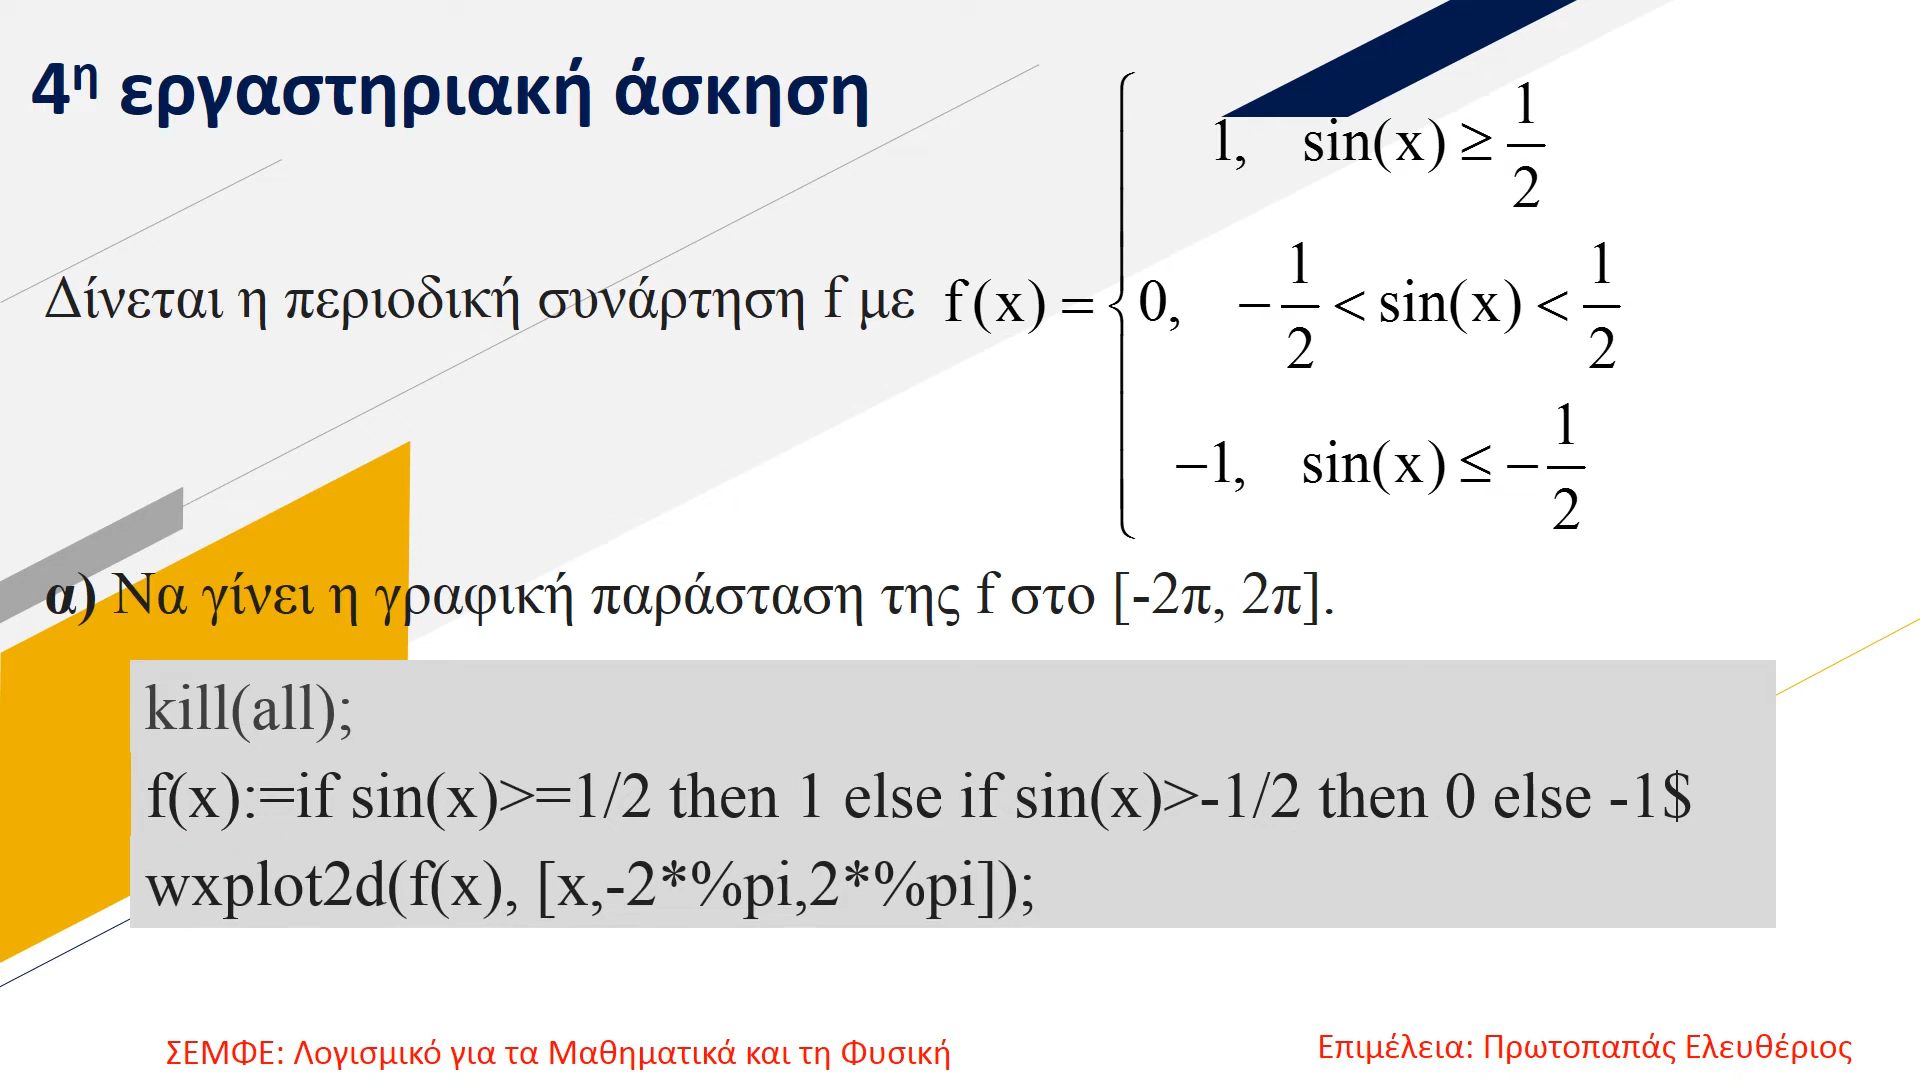 4η εργαστηριακή άσκηση
Δίνεται η περιοδική συνάρτηση f με f(x) = { 1, sin(x) ≥ 1/2
0, −1/2 < sin(x) < 1/2
−1, sin(x) ≤ −1/2
α) Να γίνει η γραφική παράσταση της f στο [-2π, 2π].
kill(all);
f(x):=if sin(x)>=1/2 then 1 else if sin(x)>-1/2 then 0 else -1$
wxplot2d(f(x), [x,-2*%pi,2*%pi]);
ΣΕΜΦΕ: Λογισμικό για τα Μαθηματικά και τη Φυσική
Επιμέλεια: Πρωτοπαπάς Ελευθέριος